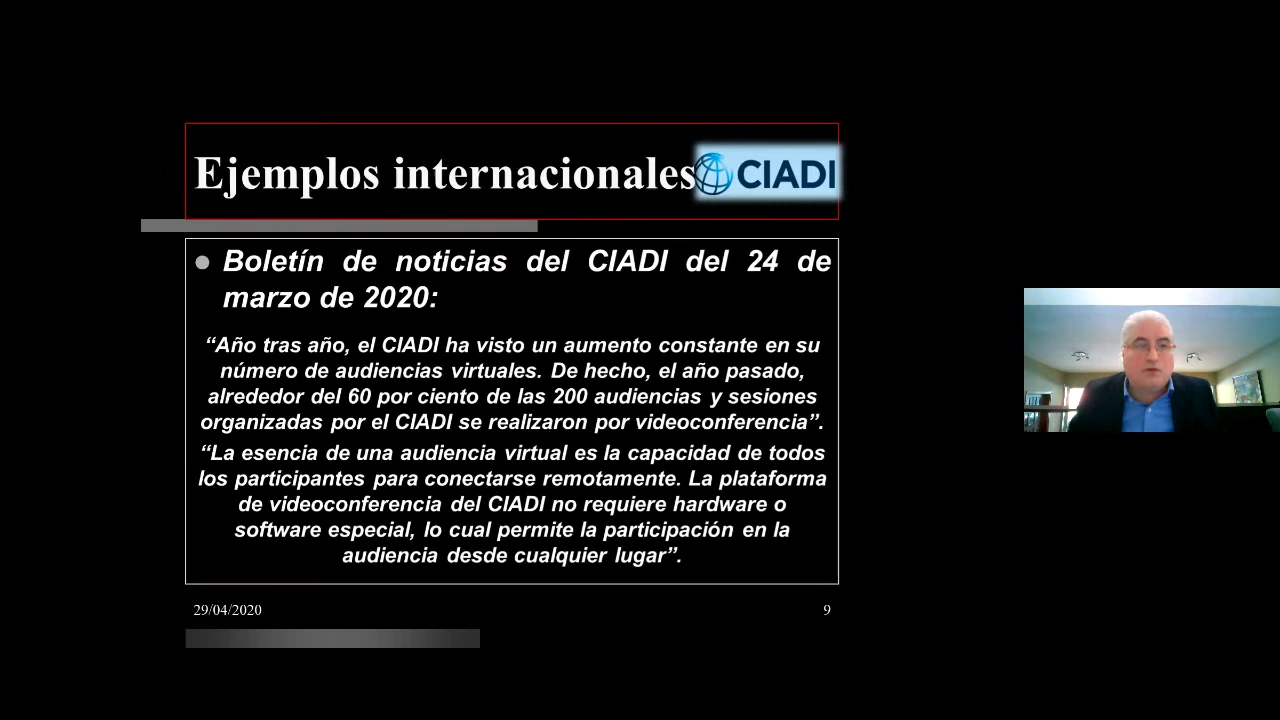 Ejemplos internacionales
CIADI
Boletín de noticias del CIADI del 24 de
marzo de 2020:
“Año tras año, el CIADI ha visto un aumento constante en su
número de audiencias virtuales. De hecho, el año pasado,
alrededor del 60 por ciento de las 200 audiencias y sesiones
organizadas por el CIADI se realizaron por videoconferencia”.
“La esencia de una audiencia virtual es la capacidad de todos
los participantes para conectarse remotamente. La plataforma
de videoconferencia del CIADI no requiere hardware o
software especial, lo cual permite la participación en la
audiencia desde cualquier lugar”.
29/04/2020
9